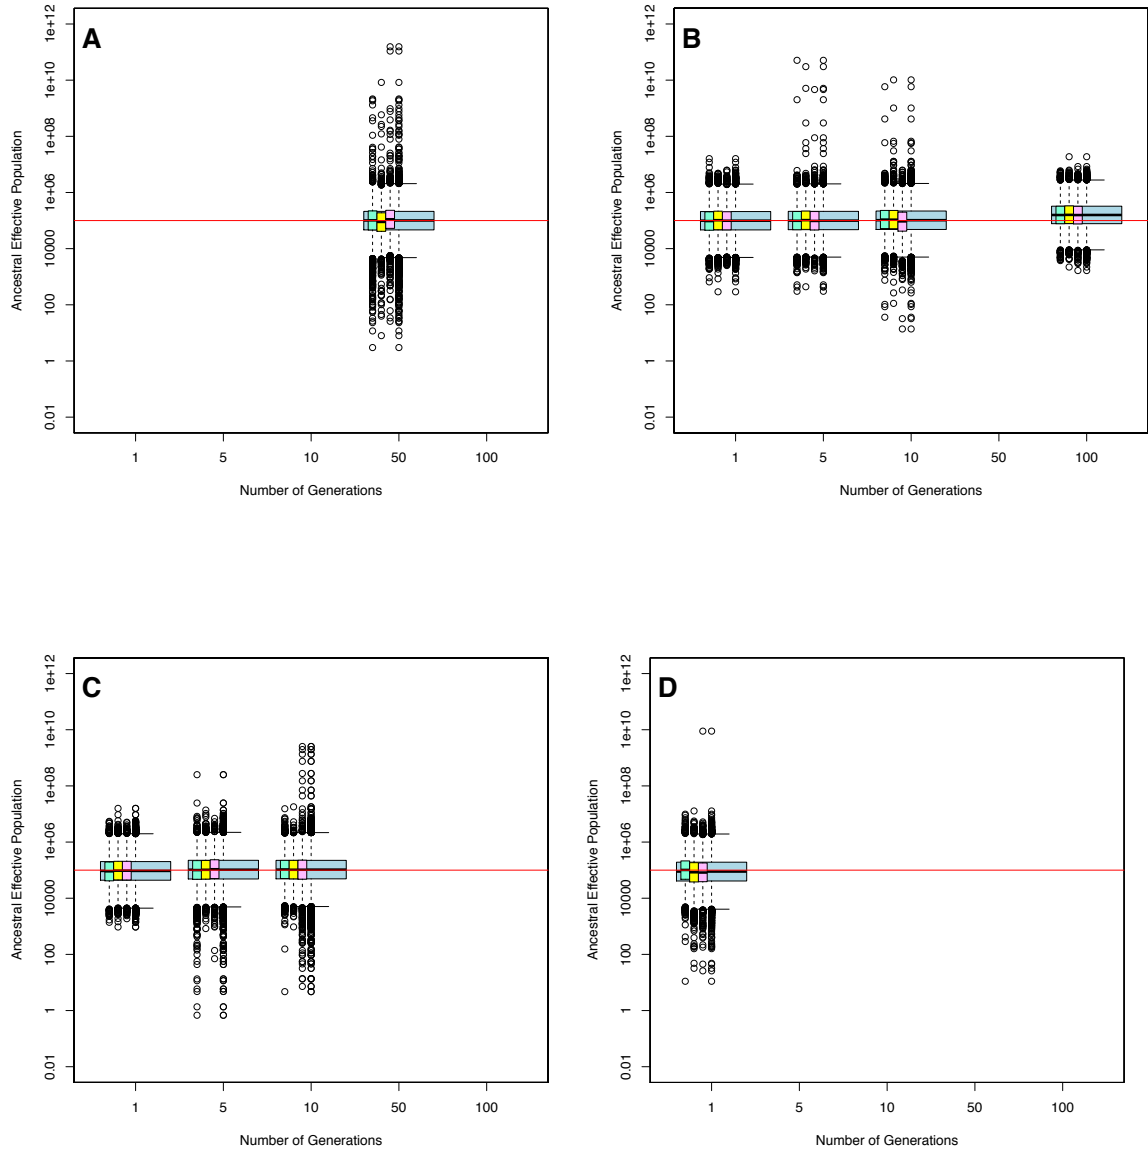 A
Ancestral Effective Population
1e+12
1e+10
1e+08
1e+06
10000
100
1
0.01
1 5 10 50 100
Number of Generations
B
Ancestral Effective Population
1e+12
1e+10
1e+08
1e+06
10000
100
1
0.01
1 5 10 50 100
Number of Generations
C
Ancestral Effective Population
1e+12
1e+10
1e+08
1e+06
10000
100
1
0.01
1 5 10 50 100
Number of Generations
D
Ancestral Effective Population
1e+12
1e+10
1e+08
1e+06
10000
100
1
0.01
1 5 10 50 100
Number of Generations